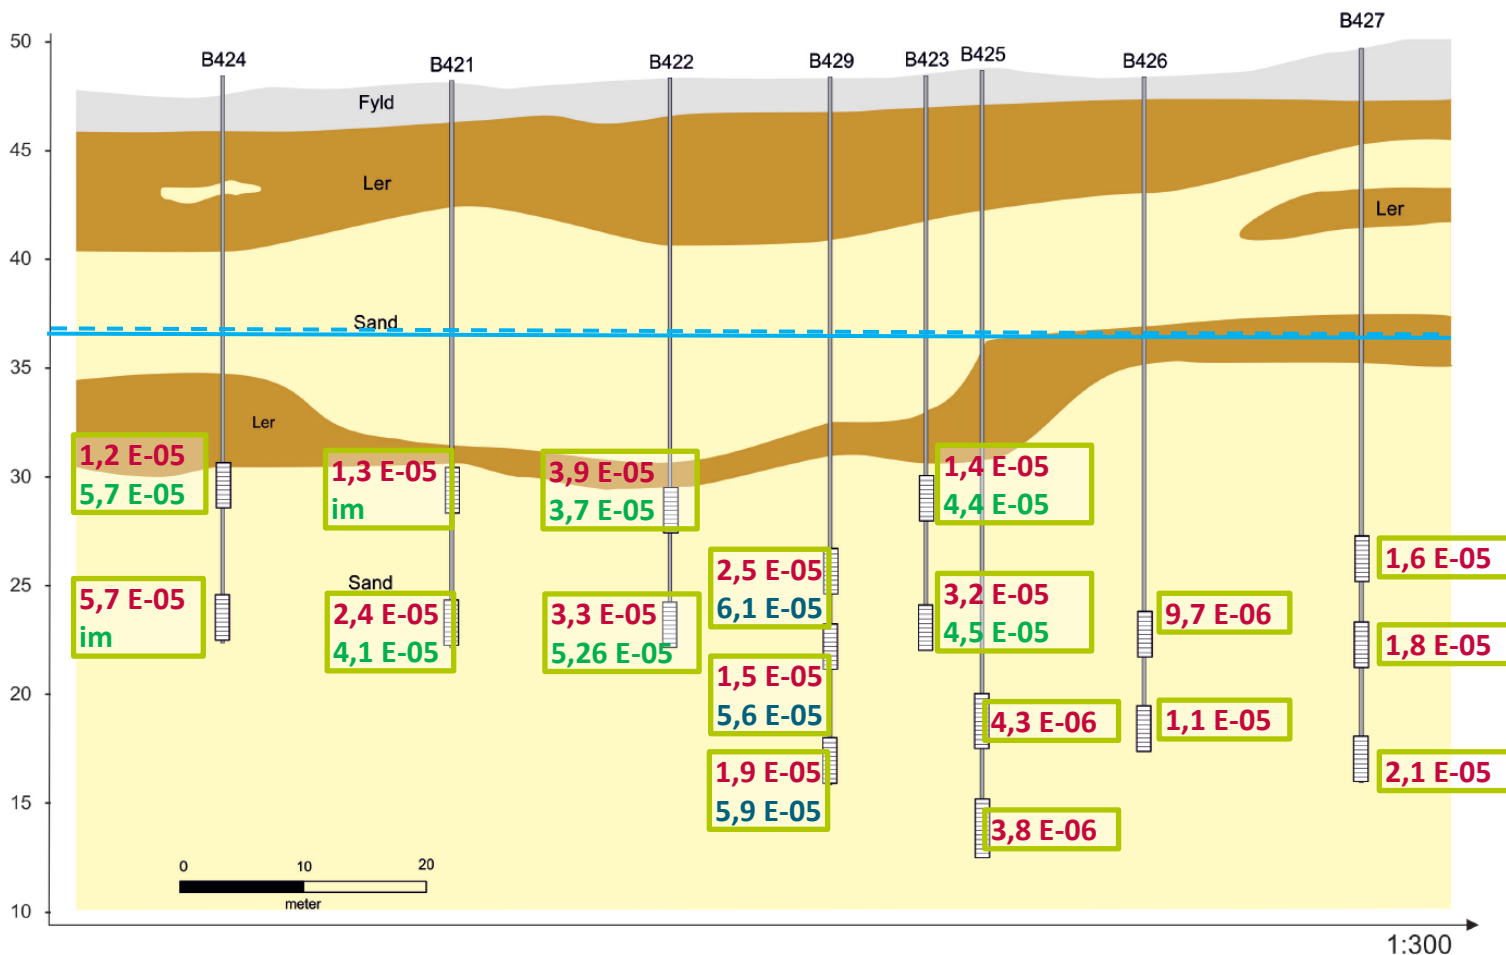 B427
B424
B421
B422
B429
B423
B425
B426
50
45
40
35
30
25
20
15
10
Fyld
Ler
Ler
Sand
Ler
1,2 E-05
5,7 E-05
1,3 E-05
im
3,9 E-05
3,7 E-05
1,4 E-05
4,4 E-05
2,5 E-05
6,1 E-05
1,6 E-05
Sand
5,7 E-05
im
2,4 E-05
4,1 E-05
3,3 E-05
5,26 E-05
3,2 E-05
4,5 E-05
9,7 E-06
1,8 E-05
1,5 E-05
5,6 E-05
4,3 E-06
1,1 E-05
1,9 E-05
5,9 E-05
2,1 E-05
3,8 E-06
0 10 20
meter
1:300